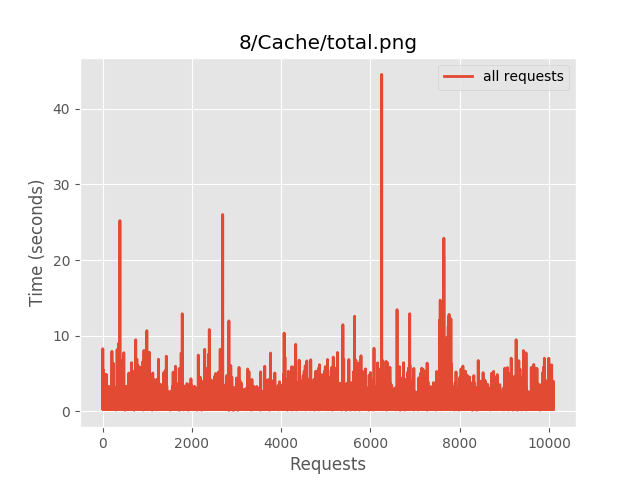 8/Cache/total.png
all requests
Time (seconds)
40
30
20
10
0
0 2000 4000 6000 8000 10000
Requests